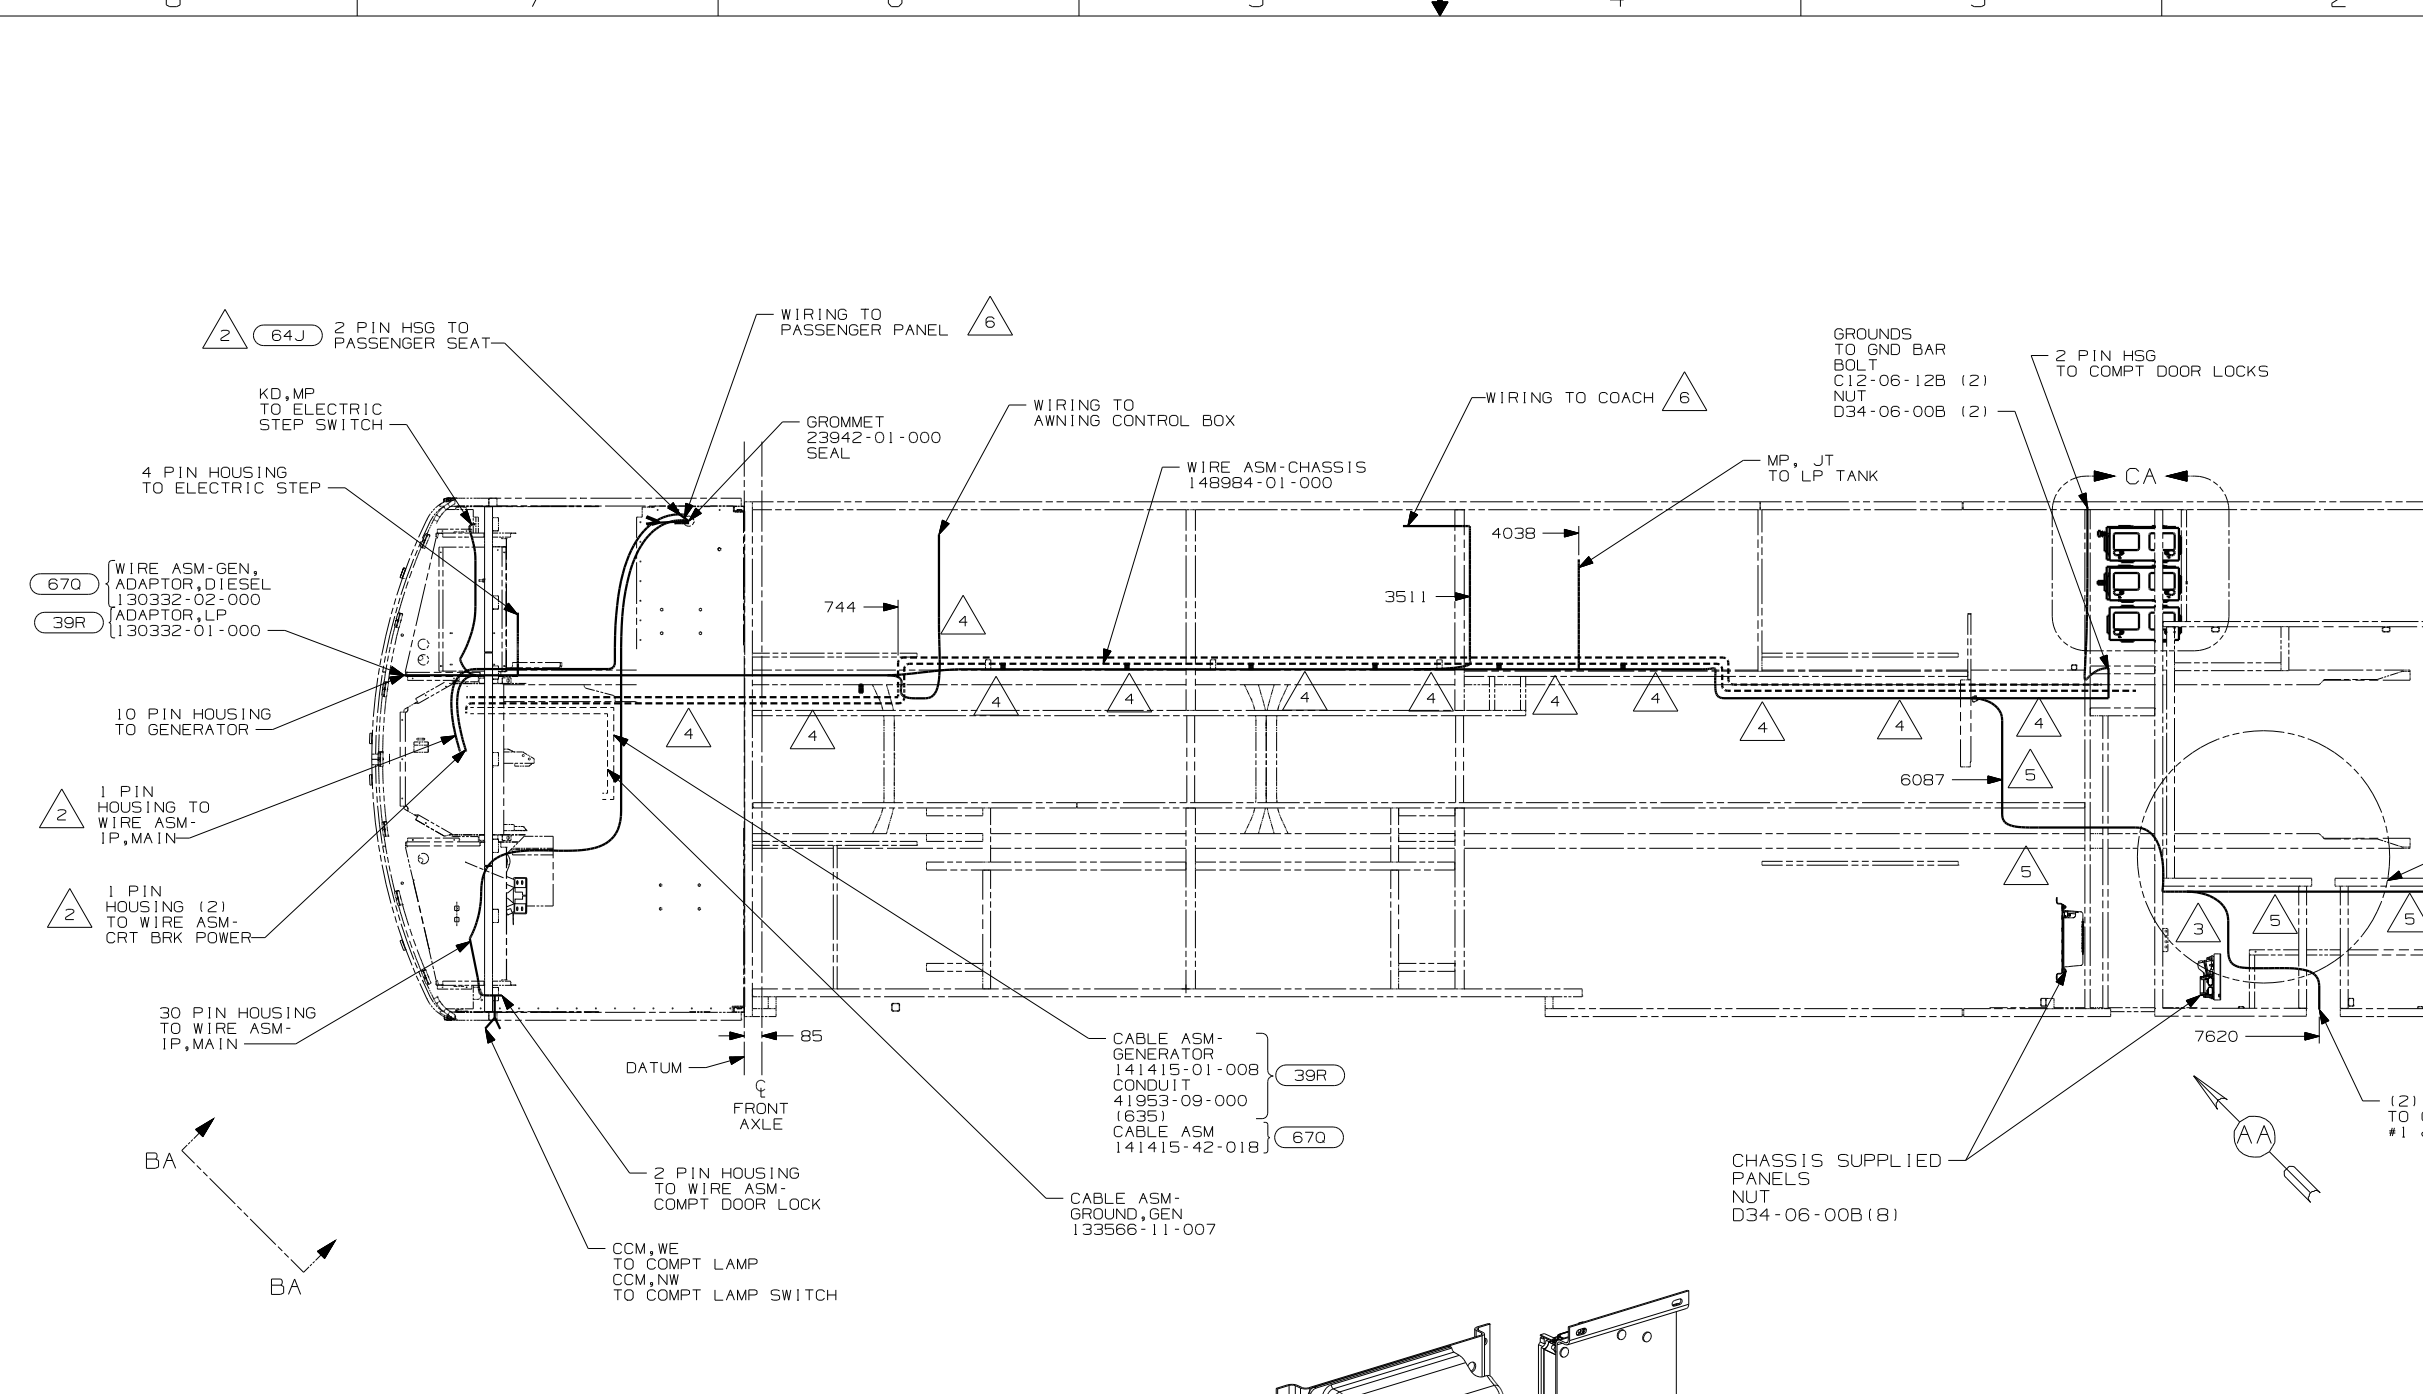 WIRING TO
PASSENGER PANEL
6
2
64J
2 PIN HSG TO
PASSENGER SEAT
GROUNDS
TO GND BAR
BOLT
C12-06-12B (2)
NUT
D34-06-00B (2)
2 PIN HSG
TO COMPT DOOR LOCKS
KD,MP
TO ELECTRIC
STEP SWITCH
GROMMET
23942-01-000
SEAL
WIRING TO
AWNING CONTROL BOX
WIRING TO COACH
6
4 PIN HOUSING
TO ELECTRIC STEP
WIRE ASM-CHASSIS
148984-01-000
MP, JT
TO LP TANK
CA
4038
67Q
WIRE ASM-GEN,
ADAPTOR,DIESEL
130332-02-000
39R
ADAPTOR,LP
130332-01-000
744
3511
4
4
4
4
4
4
4
4
4
4
4
4
10 PIN HOUSING
TO GENERATOR
6087
5
2
1 PIN
HOUSING TO
WIRE ASM-
IP,MAIN
5
2
1 PIN
HOUSING (2)
TO WIRE ASM-
CRT BRK POWER
3
5
5
30 PIN HOUSING
TO WIRE ASM-
IP,MAIN
85
DATUM
FRONT
AXLE
7620
CABLE ASM-
GENERATOR
141415-01-008
CONDUIT
41953-09-000
(635)
39R
CABLE ASM
141415-42-018
67Q
(2)
TO
#1
AA
BA
BA
2 PIN HOUSING
TO WIRE ASM-
COMPT DOOR LOCK
CHASSIS SUPPLIED
PANELS
NUT
D34-06-00B(8)
CABLE ASM-
GROUND,GEN
133566-11-007
CCM,WE
TO COMPT LAMP
CCM,NW
TO COMPT LAMP SWITCH